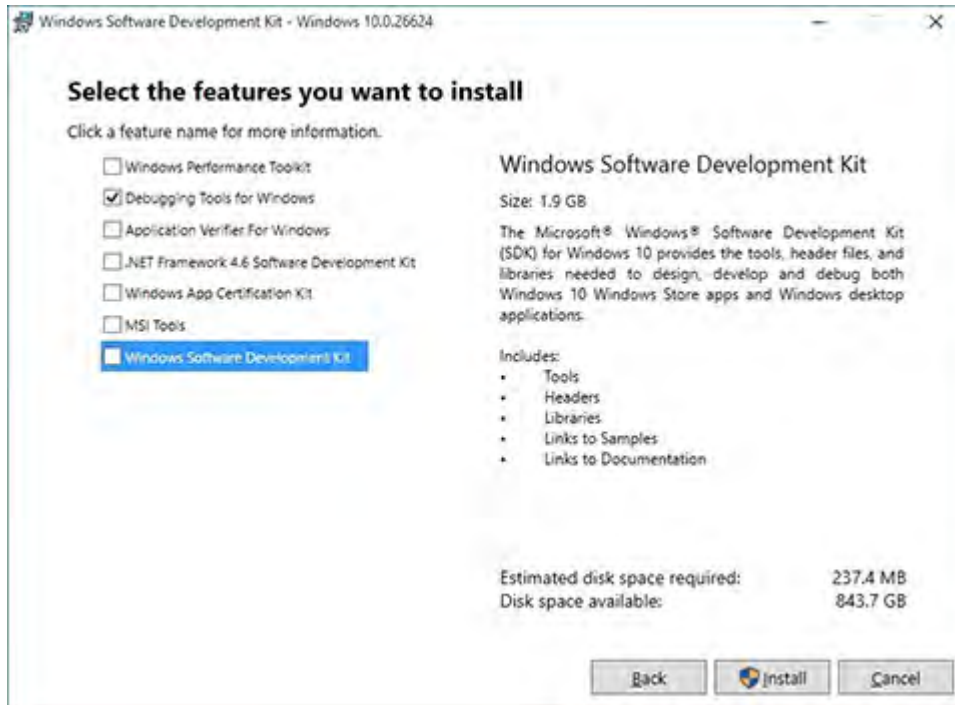 Windows Software Development Kit - Windows 10.0.26624
Select the features you want to install
Click a feature name for more information.
Windows Performance Toolkit
Debugging Tools for Windows
Application Verifier For Windows
.NET Framework 4.6 Software Development Kit
Windows App Certification Kit
MSI Tools
Windows Software Development Kit
Windows Software Development Kit
Size: 1.9 GB
The Microsoft® Windows® Software Development Kit
(SDK) for Windows 10 provides the tools, header files, and
libraries needed to design, develop and debug both
Windows 10 Windows Store apps and Windows desktop
applications.
Includes:
• Tools
• Headers
• Libraries
• Links to Samples
• Links to Documentation
Estimated disk space required: 237.4 MB
Disk space available: 843.7 GB
Back Install Cancel